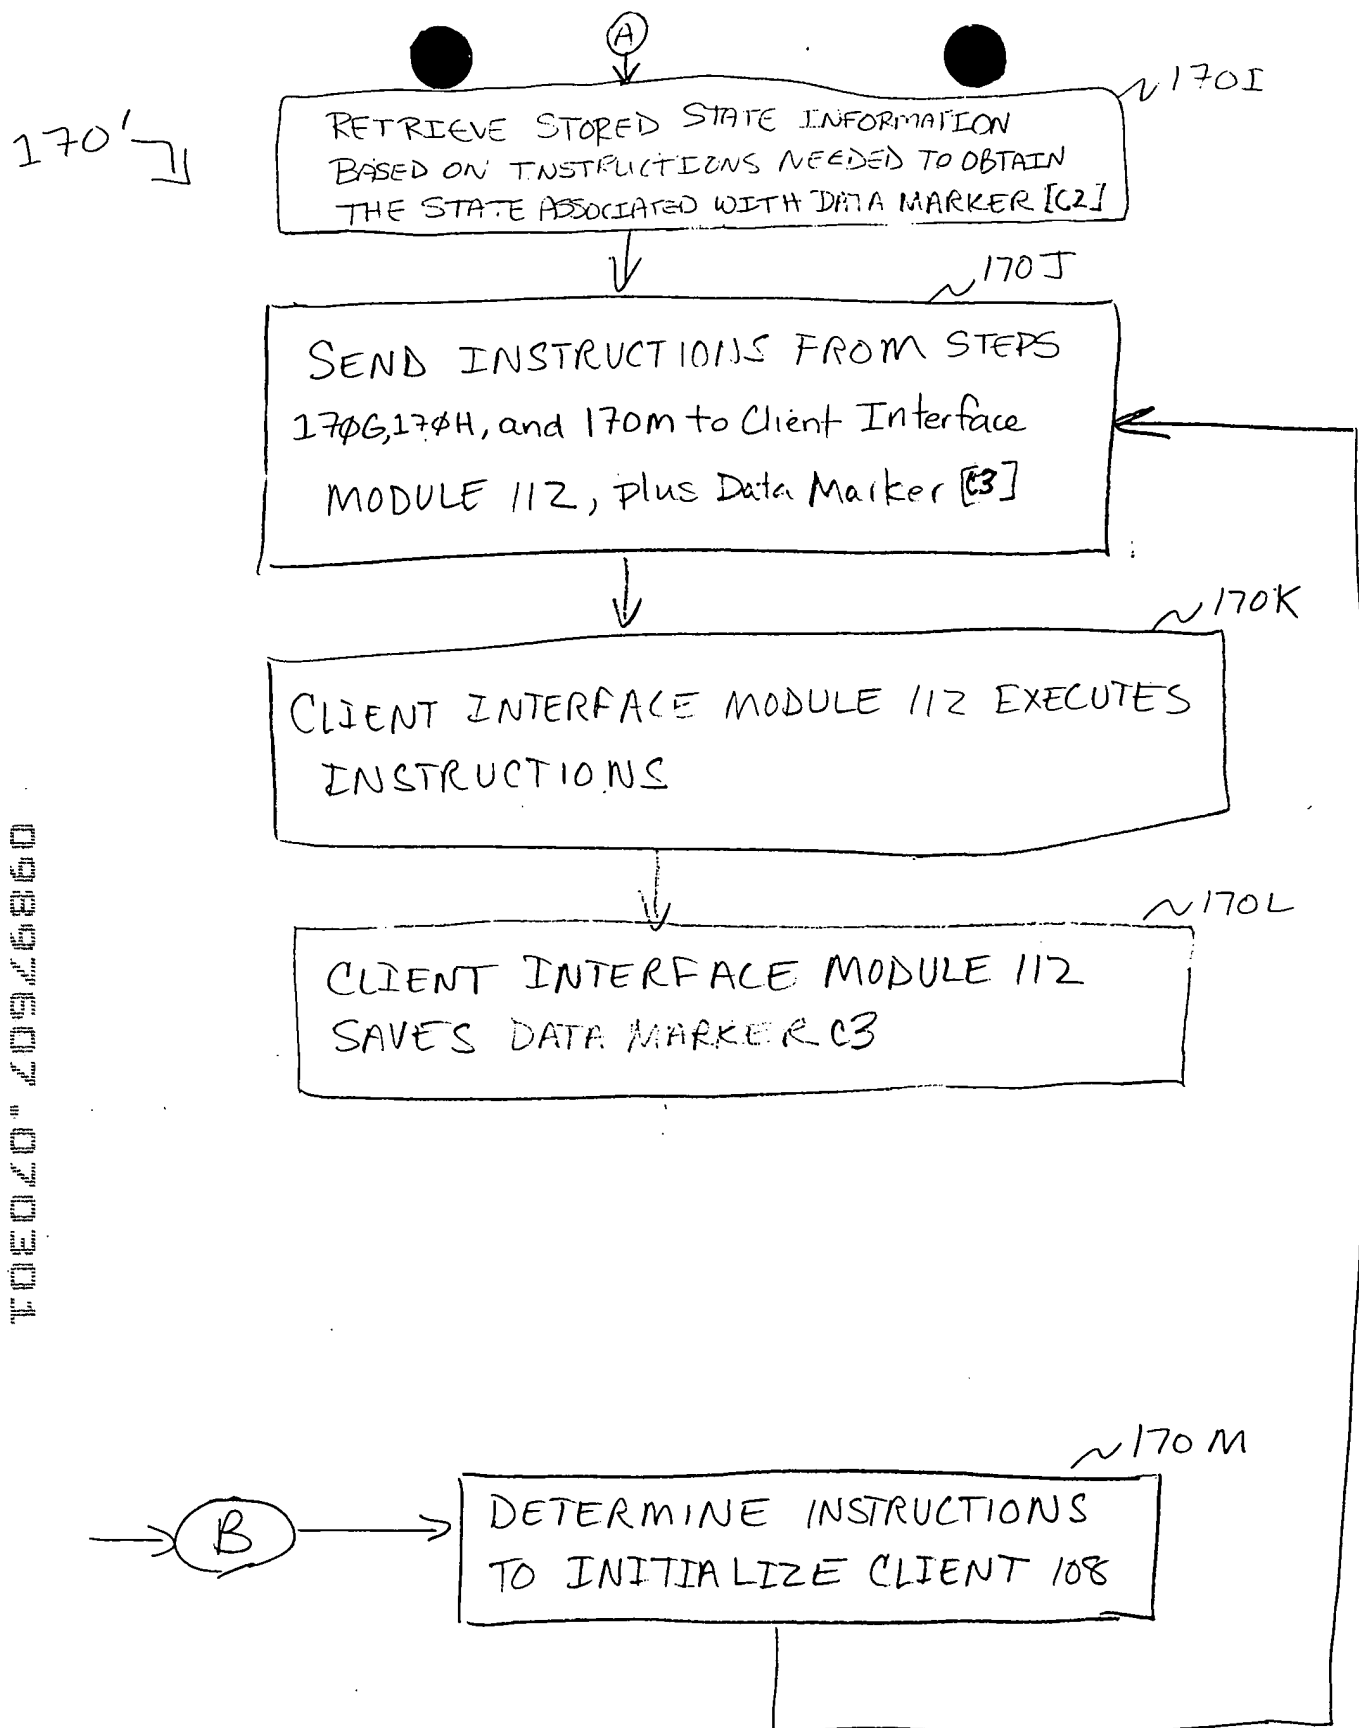 A
170I
170'
RETRIEVE STORED STATE INFORMATION
BASED ON INSTRUCTIONS NEEDED TO OBTAIN
THE STATE ASSOCIATED WITH DATA MARKER [C2]
170J
SEND INSTRUCTIONS FROM STEPS
170G, 170H, and 170M to Client Interface
MODULE 112, plus Data Marker [C3]
170K
CLIENT INTERFACE MODULE 112 EXECUTES
INSTRUCTIONS
170L
CLIENT INTERFACE MODULE 112
SAVES DATA MARKER C3
09897607.070301
170M
B
DETERMINE INSTRUCTIONS
TO INITIALIZE CLIENT 108